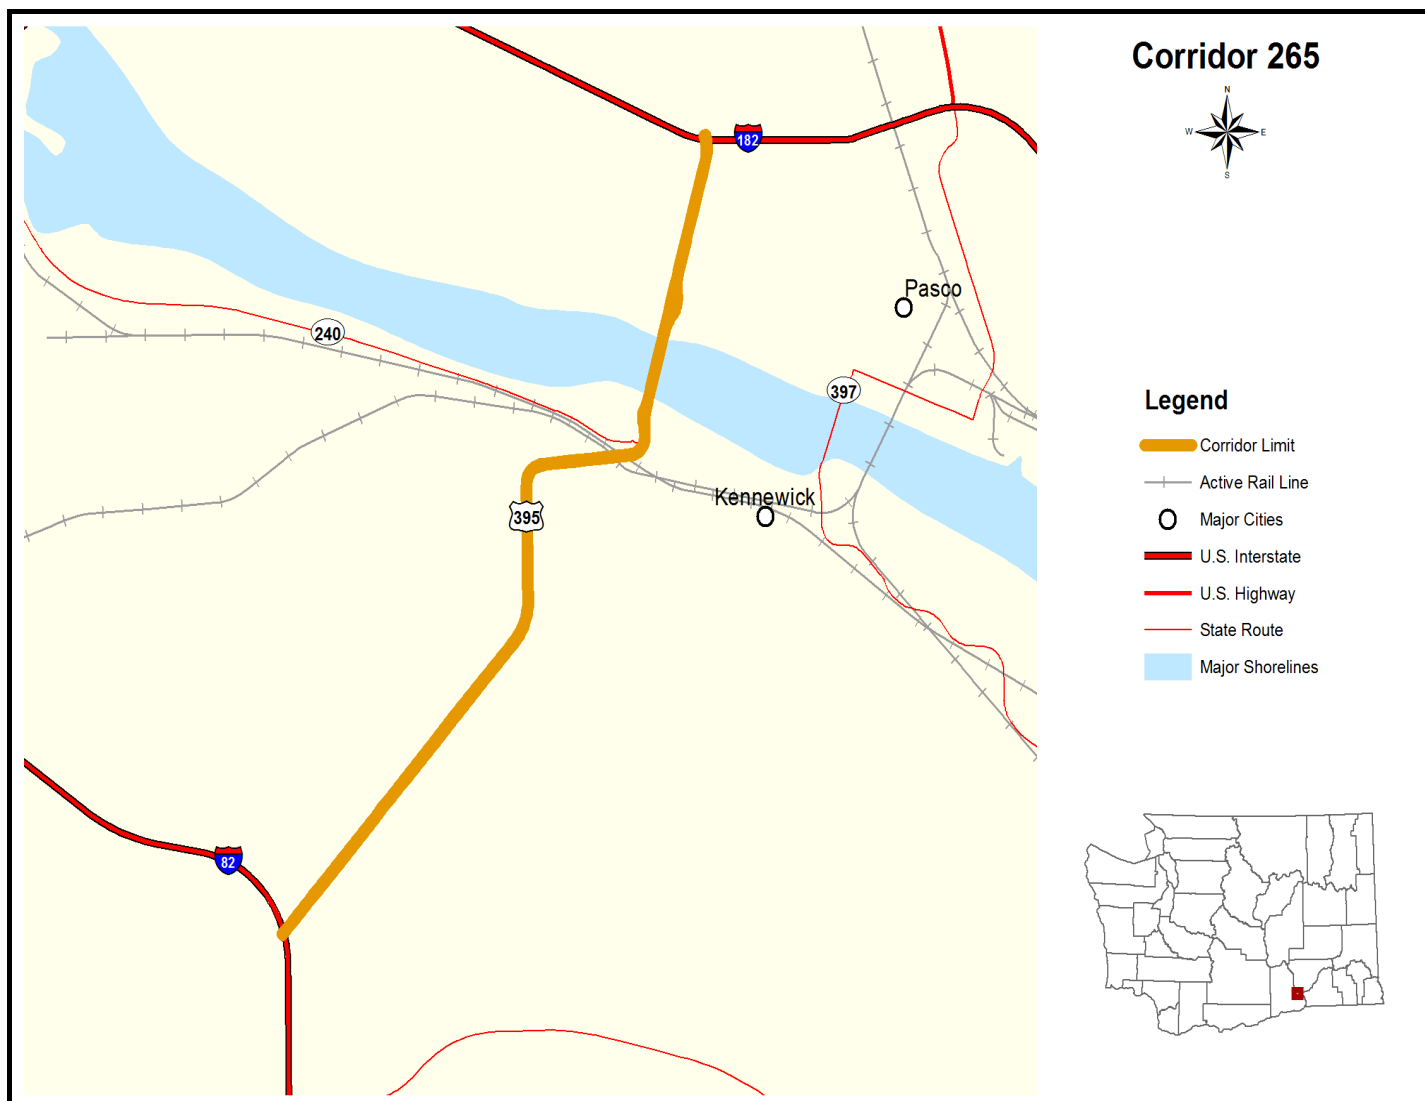 Corridor 265
N
W
E
S
182
Pasco
240
397
Kennewick
395
82
Legend
Corridor Limit
Active Rail Line
Major Cities
U.S. Interstate
U.S. Highway
State Route
Major Shorelines